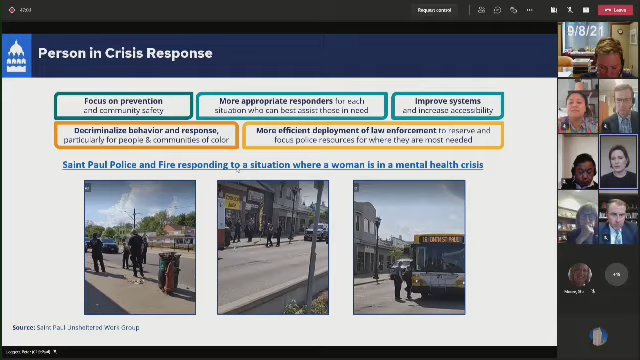 47:03
Request control
Leave
9/8/21
Person in Crisis Response
Focus on prevention
and community safety
More appropriate responders for each
situation who can best assist those in need
Improve systems
and increase accessibility
Decriminalize behavior and response,
particularly for people & communities of color
More efficient deployment of law enforcement to reserve and
focus police resources for where they are most needed
Saint Paul Police and Fire responding to a situation where a woman is in a mental health crisis
Source: Saint Paul Unsheltered Work Group